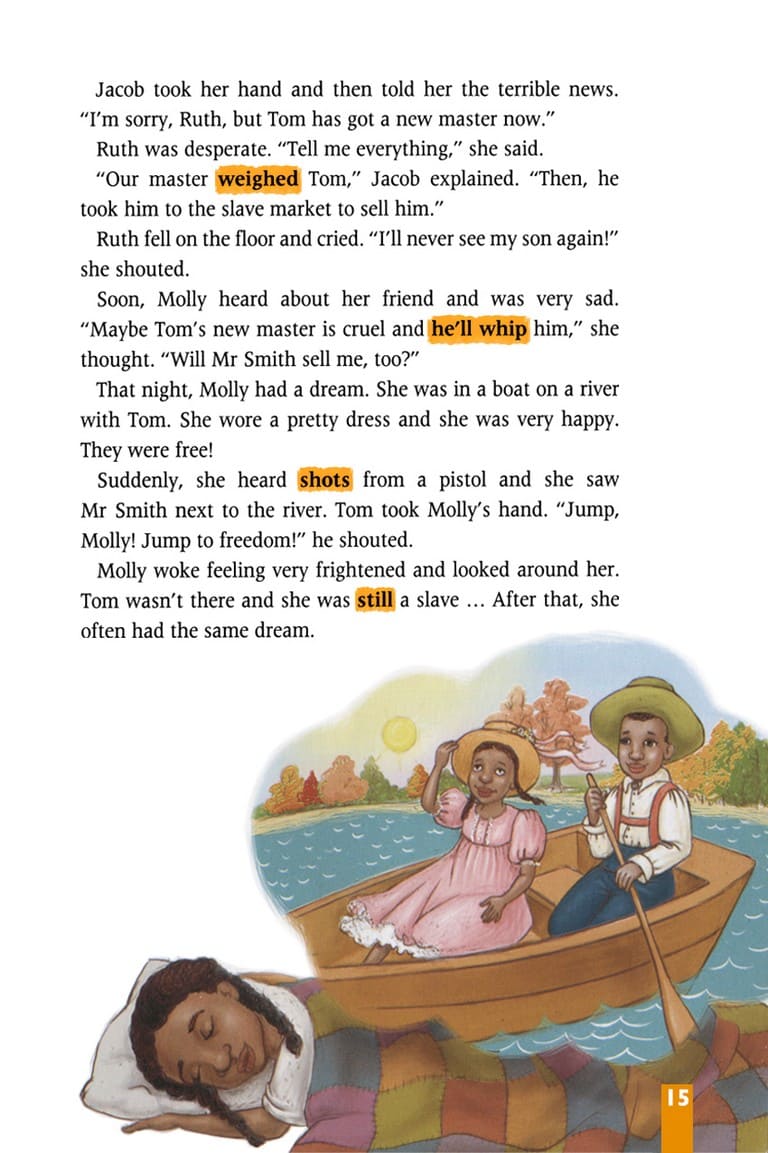 Jacob took her hand and then told her the terrible news.
“I’m sorry, Ruth, but Tom has got a new master now.”
Ruth was desperate. “Tell me everything,” she said.
“Our master weighed Tom,” Jacob explained. “Then, he
took him to the slave market to sell him.”
Ruth fell on the floor and cried. “I’ll never see my son again!”
she shouted.
Soon, Molly heard about her friend and was very sad.
“Maybe Tom’s new master is cruel and he’ll whip him,” she
thought. “Will Mr Smith sell me, too?”
That night, Molly had a dream. She was in a boat on a river
with Tom. She wore a pretty dress and she was very happy.
They were free!
Suddenly, she heard shots from a pistol and she saw
Mr Smith next to the river. Tom took Molly’s hand. “Jump,
Molly! Jump to freedom!” he shouted.
Molly woke feeling very frightened and looked around her.
Tom wasn’t there and she was still a slave … After that, she
often had the same dream.
15